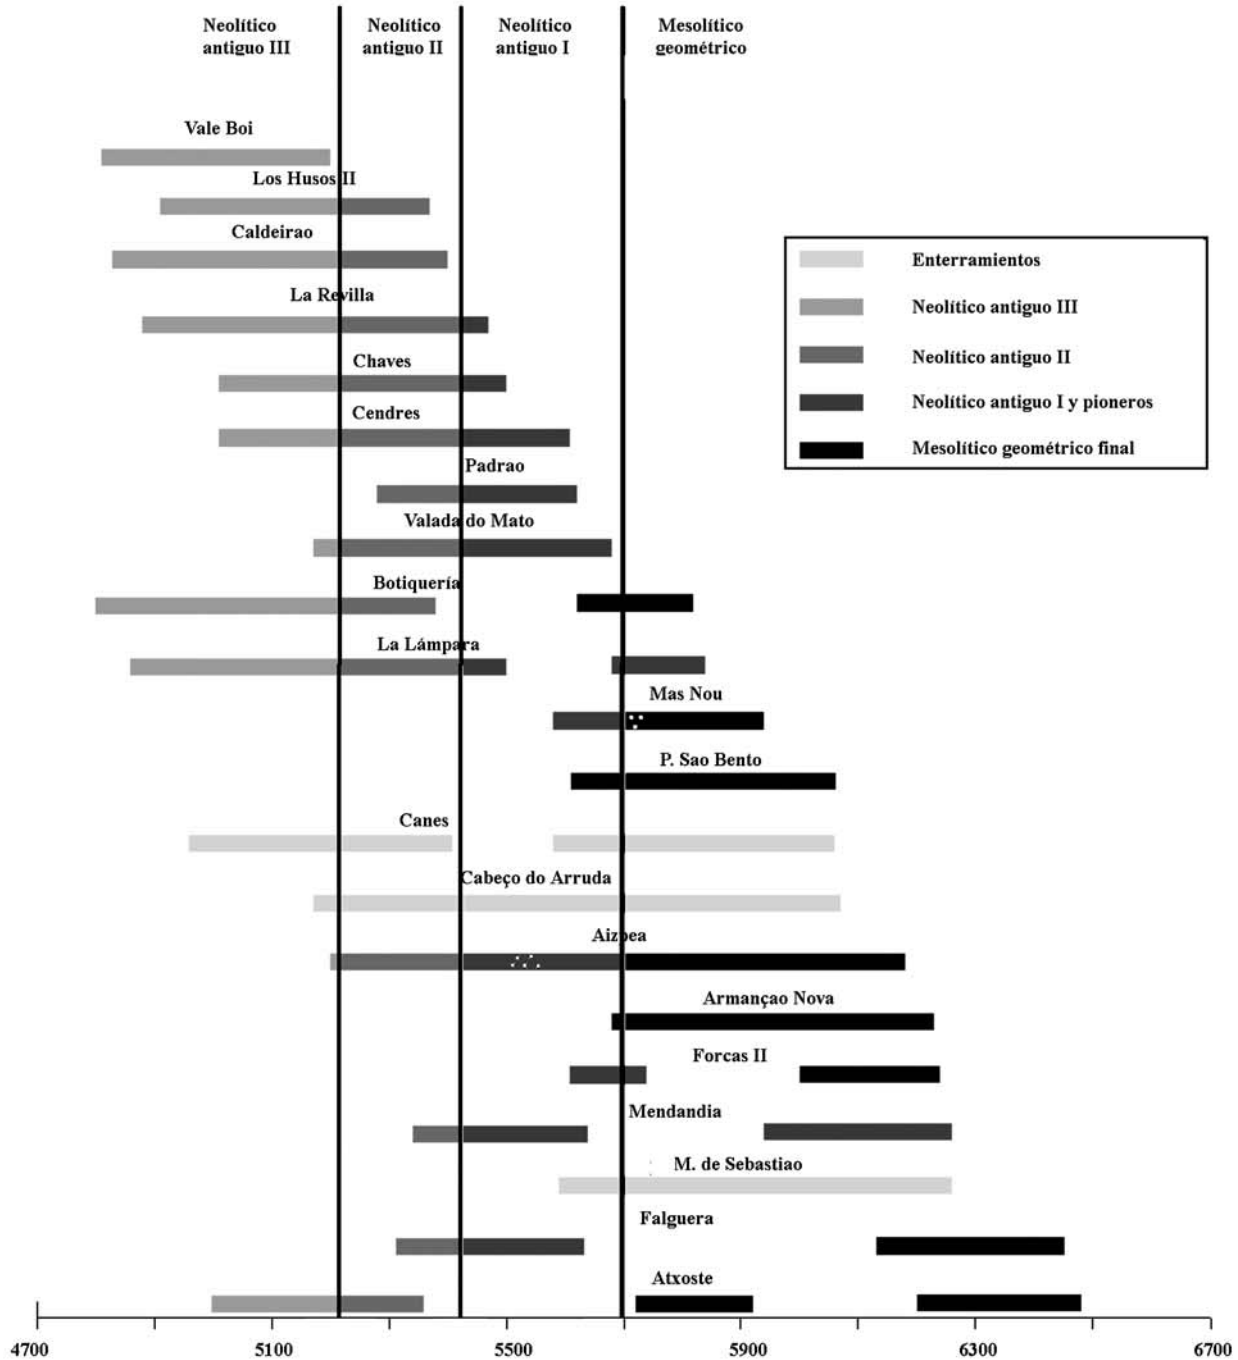 Neolítico
antiguo III
Neolítico
antiguo II
Neolítico
antiguo I
Mesolítico
geométrico
Vale Boi
Los Husos II
Caldeirao
La Revilla
Chaves
Cendres
Padrao
Valada do Mato
Botiquería
La Lámpara
Mas Nou
P. Sao Bento
Canes
Cabeço do Arruda
Aizpea
Armançao Nova
Forcas II
Mendandia
M. de Sebastiao
Falguera
Atxoste
Enterramientos
Neolítico antiguo III
Neolítico antiguo II
Neolítico antiguo I y pioneros
Mesolítico geométrico final
4700 5100 5500 5900 6300 6700